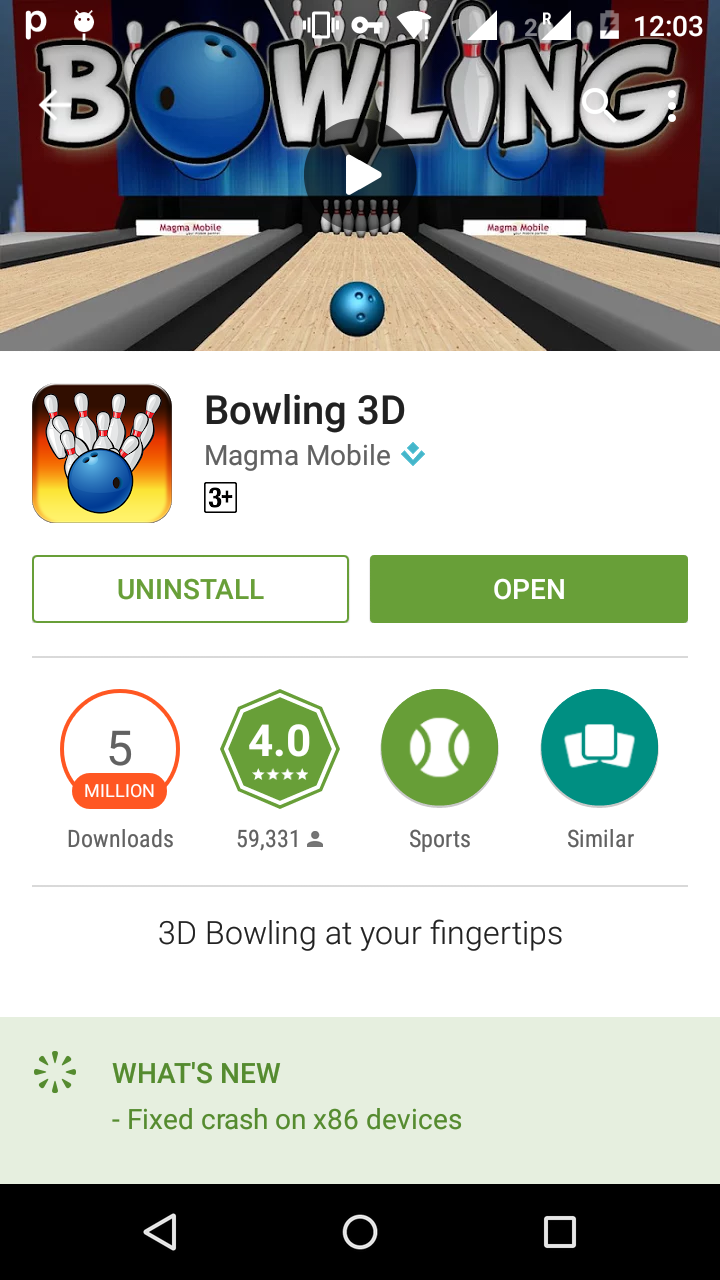 12:03
BOWLING
Magma Mobile
Magma Mobile
Bowling 3D
Magma Mobile
3+
UNINSTALL
OPEN
5
MILLION
4.0
Downloads
59,331
Sports
Similar
3D Bowling at your fingertips
WHAT'S NEW
- Fixed crash on x86 devices